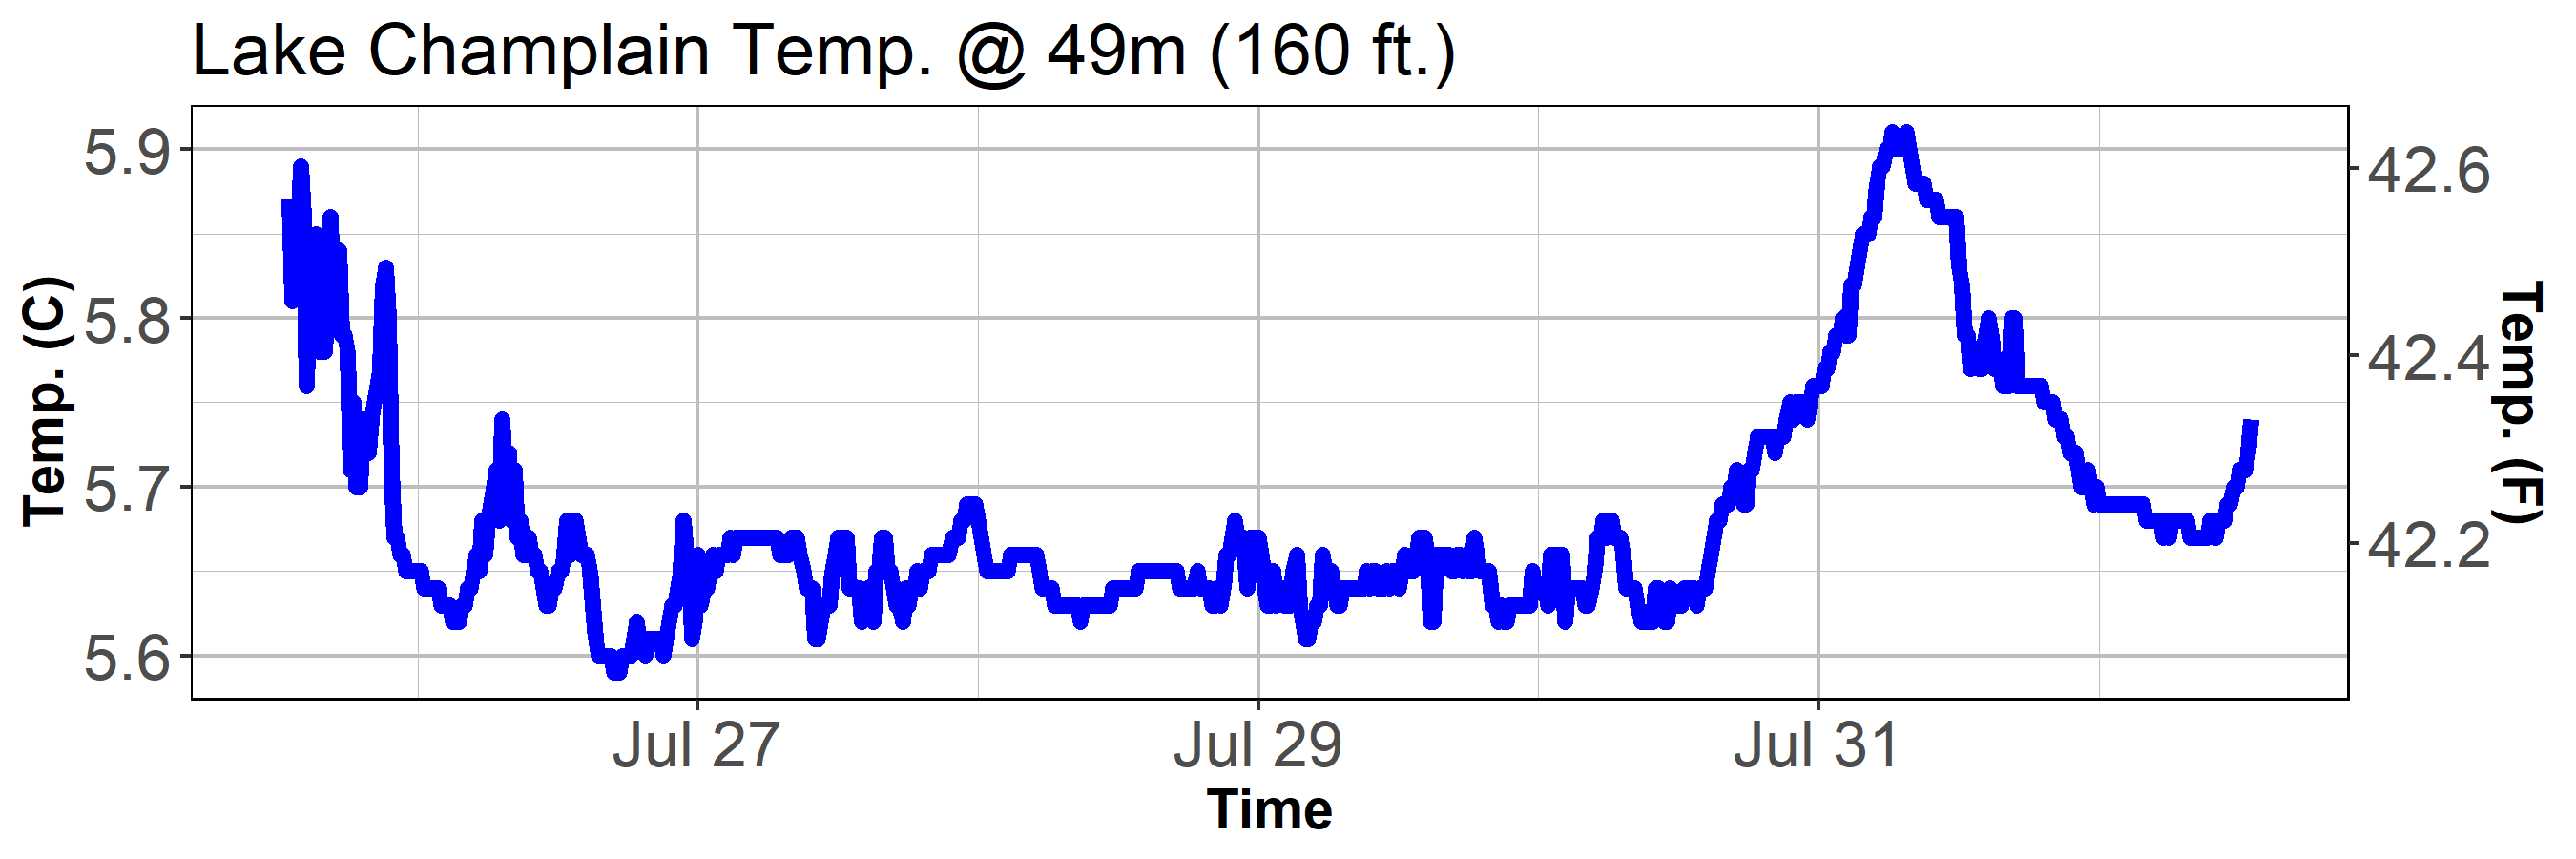 Lake Champlain Temp. @ 49m (160 ft.)
Temp. (C)
5.9
5.8
5.7
5.6
42.6
42.4
42.2
Temp. (F)
Jul 27
Jul 29
Jul 31
Time